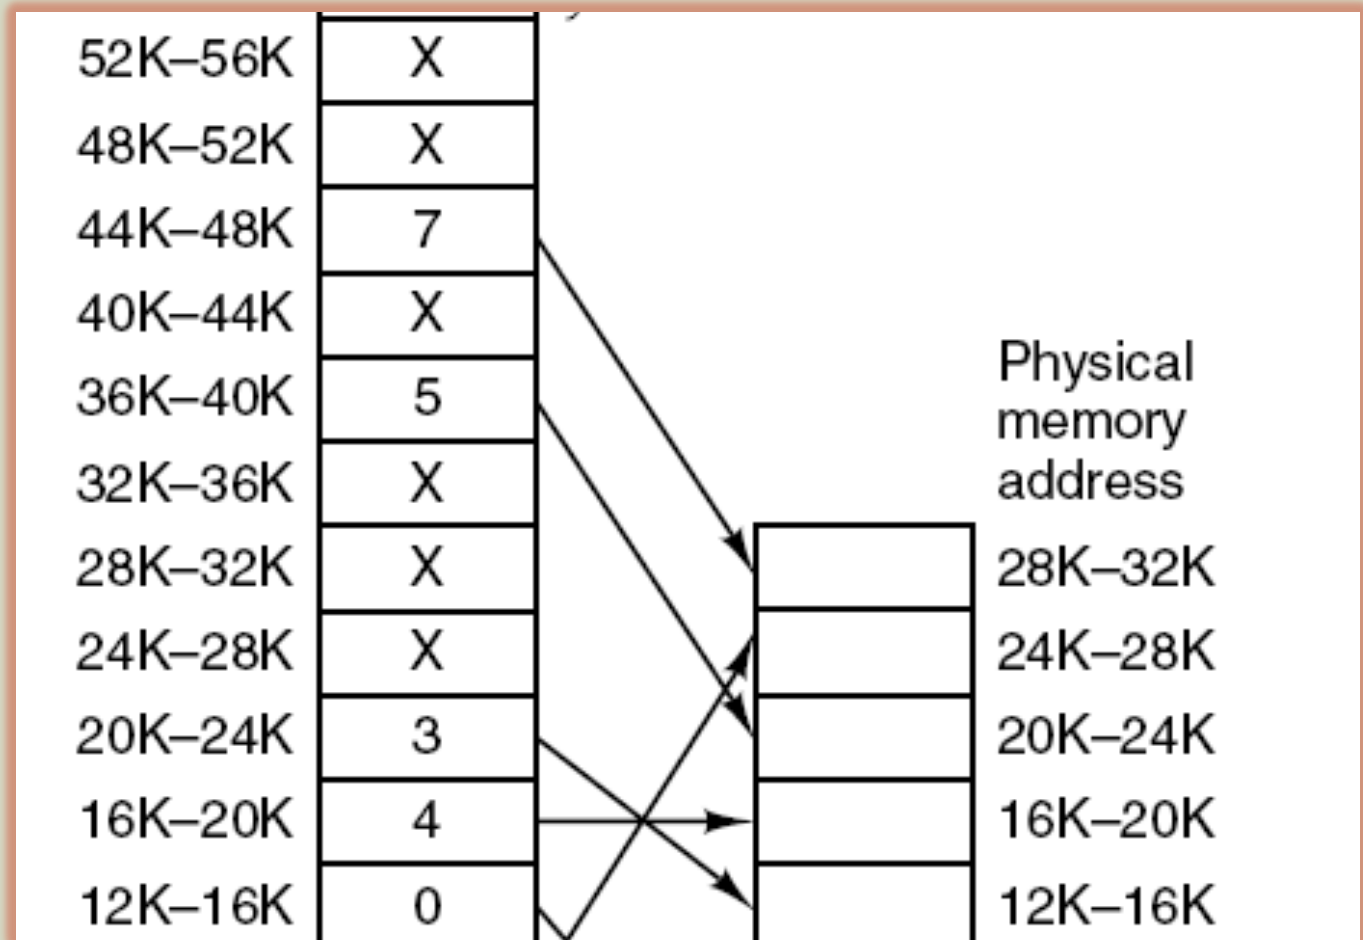 52K–56K X
48K–52K X
44K–48K 7
40K–44K X
36K–40K 5
Physical
memory
address
32K–36K X
28K–32K X 28K–32K
24K–28K X 24K–28K
20K–24K 3 20K–24K
16K–20K 4 16K–20K
12K–16K 0 12K–16K